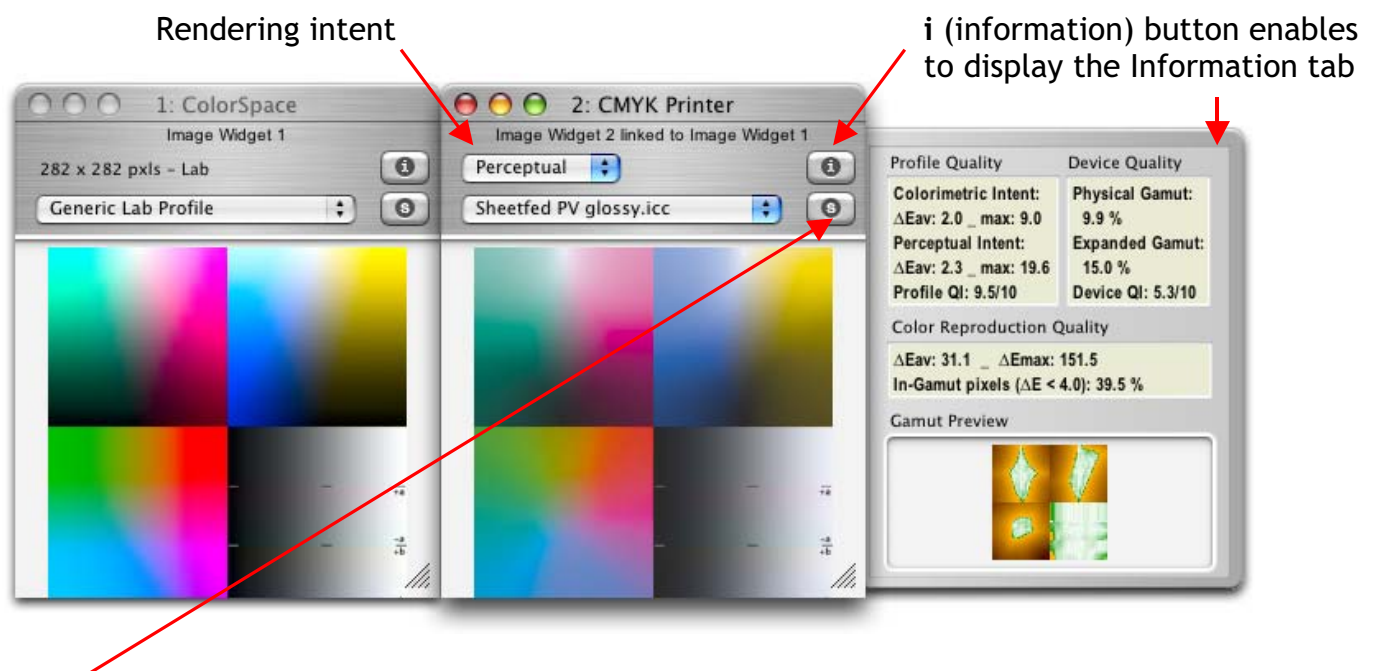 Rendering intent
i (information) button enables
to display the Information tab
1: ColorSpace
Image Widget 1
282 x 282 pxls – Lab
i
Generic Lab Profile
S
+a
-a
+b
2: CMYK Printer
Image Widget 2 linked to Image Widget 1
Perceptual
i
Sheetfed PV glossy.icc
S
+a
-a
+b
Profile Quality
Colorimetric Intent:
ΔEav: 2.0 _ max: 9.0
Perceptual Intent:
ΔEav: 2.3 _ max: 19.6
Profile QI: 9.5/10
Device Quality
Physical Gamut:
9.9 %
Expanded Gamut:
15.0 %
Device QI: 5.3/10
Color Reproduction Quality
ΔEav: 31.1 _ ΔEmax: 151.5
In-Gamut pixels (ΔE < 4.0): 39.5 %
Gamut Preview